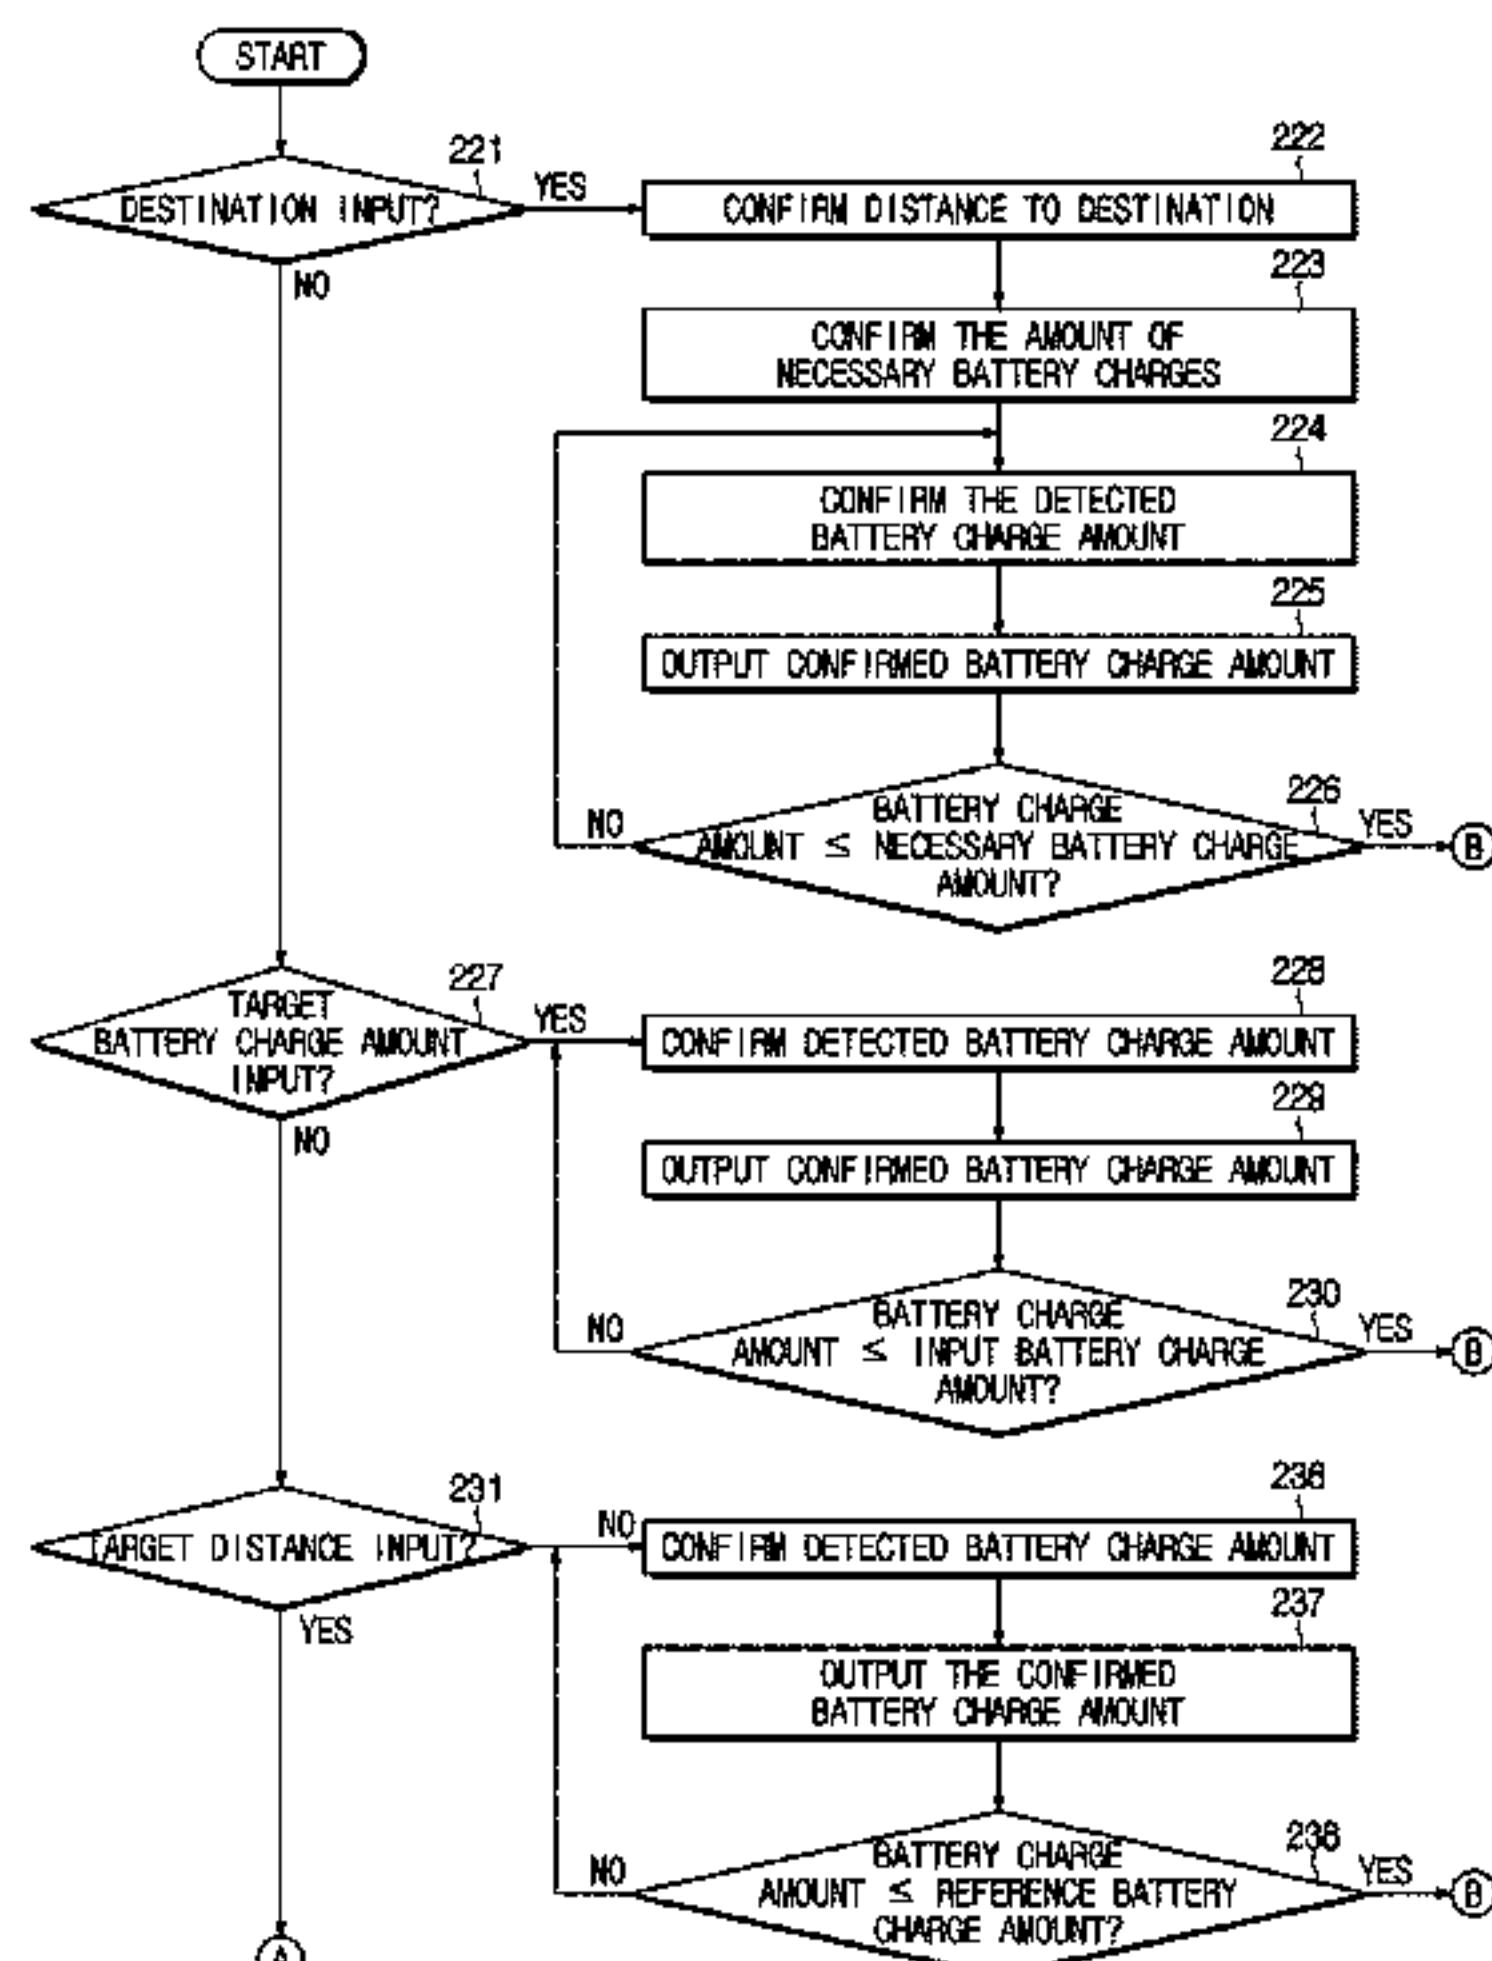 START
221
DESTINATION INPUT?
YES
NO
222
CONFIRM DISTANCE TO DESTINATION
223
CONFIRM THE AMOUNT OF
NECESSARY BATTERY CHARGES
224
CONFIRM THE DETECTED
BATTERY CHARGE AMOUNT
225
OUTPUT CONFIRMED BATTERY CHARGE AMOUNT
226
BATTERY CHARGE
AMOUNT ≤ NECESSARY BATTERY CHARGE
AMOUNT?
NO
YES
B
227
TARGET
BATTERY CHARGE AMOUNT
INPUT?
YES
NO
228
CONFIRM DETECTED BATTERY CHARGE AMOUNT
229
OUTPUT CONFIRMED BATTERY CHARGE AMOUNT
230
BATTERY CHARGE
AMOUNT ≤ INPUT BATTERY CHARGE
AMOUNT?
NO
YES
B
231
TARGET DISTANCE INPUT?
NO
YES
236
CONFIRM DETECTED BATTERY CHARGE AMOUNT
237
OUTPUT THE CONFIRMED
BATTERY CHARGE AMOUNT
238
BATTERY CHARGE
AMOUNT ≤ REFERENCE BATTERY
CHARGE AMOUNT?
NO
YES
B
A